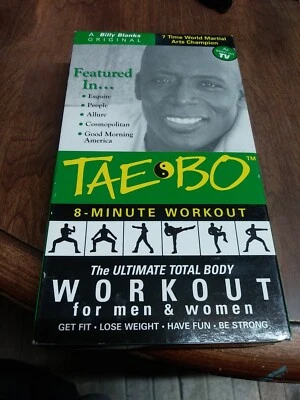 A Billy Blanks
ORIGINAL
7 Time World Martial
Arts Champion
TV
Featured
In...
• Esquire
• People
• Allure
• Cosmopolitan
• Good Morning
America
TAE BO™
8-MINUTE WORKOUT
The ULTIMATE TOTAL BODY
WORKOUT
for men & women
GET FIT • LOSE WEIGHT • HAVE FUN • BE STRONG